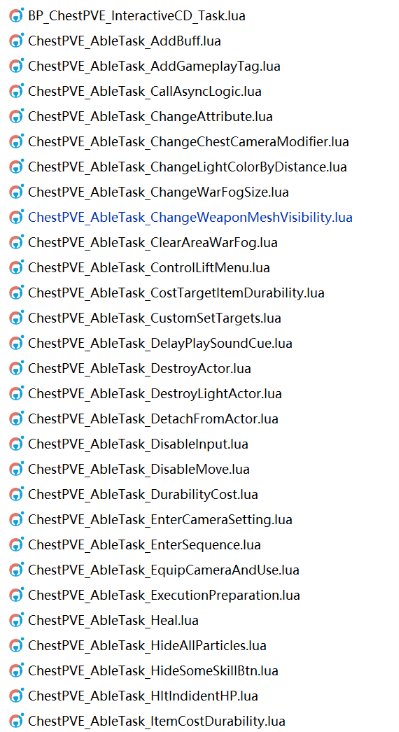 BP_ChestPVE_InteractiveCD_Task.lua
ChestPVE_AbleTask_AddBuff.lua
ChestPVE_AbleTask_AddGameplayTag.lua
ChestPVE_AbleTask_CallAsyncLogic.lua
ChestPVE_AbleTask_ChangeAttribute.lua
ChestPVE_AbleTask_ChangeChestCameraModifier.lua
ChestPVE_AbleTask_ChangeLightColorByDistance.lua
ChestPVE_AbleTask_ChangeWarFogSize.lua
ChestPVE_AbleTask_ChangeWeaponMeshVisibility.lua
ChestPVE_AbleTask_ClearAreaWarFog.lua
ChestPVE_AbleTask_ControlLiftMenu.lua
ChestPVE_AbleTask_CostTargetItemDurability.lua
ChestPVE_AbleTask_CustomSetTargets.lua
ChestPVE_AbleTask_DelayPlaySoundCue.lua
ChestPVE_AbleTask_DestroyActor.lua
ChestPVE_AbleTask_DestroyLightActor.lua
ChestPVE_AbleTask_DetachFromActor.lua
ChestPVE_AbleTask_DisableInput.lua
ChestPVE_AbleTask_DisableMove.lua
ChestPVE_AbleTask_DurabilityCost.lua
ChestPVE_AbleTask_EnterCameraSetting.lua
ChestPVE_AbleTask_EnterSequence.lua
ChestPVE_AbleTask_EquipCameraAndUse.lua
ChestPVE_AbleTask_ExecutionPreparation.lua
ChestPVE_AbleTask_Heal.lua
ChestPVE_AbleTask_HideAllParticles.lua
ChestPVE_AbleTask_HideSomeSkillBtn.lua
ChestPVE_AbleTask_HItIndidentHP.lua
ChestPVE_AbleTask_ItemCostDurability.lua